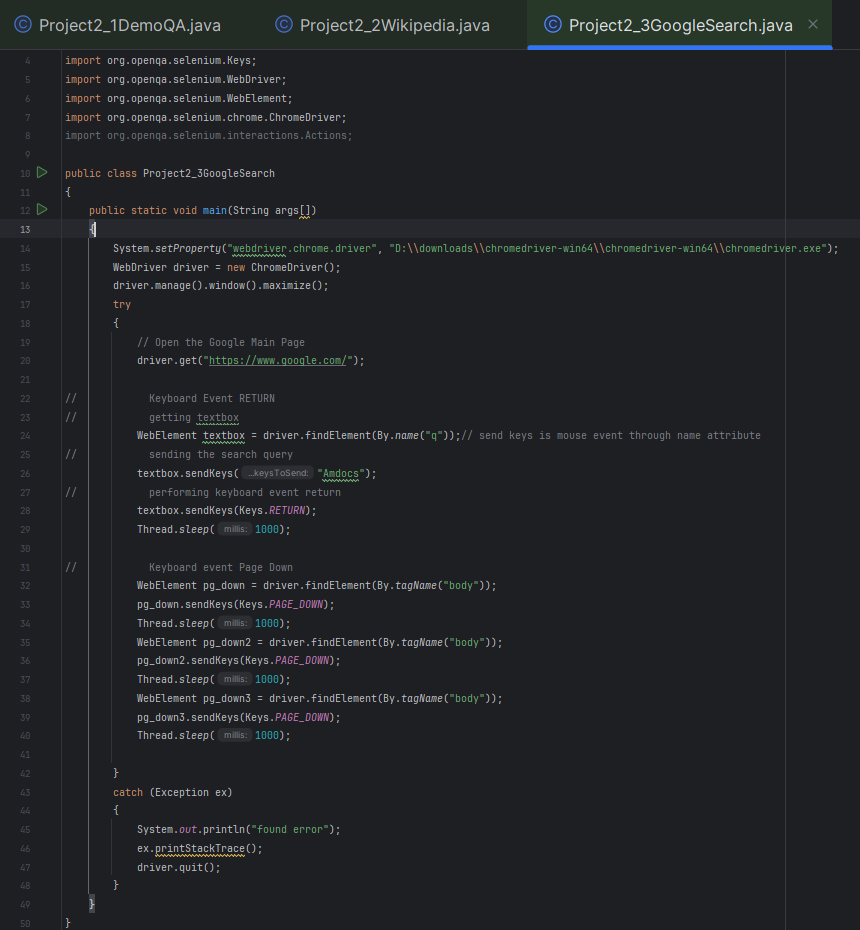 Project2_1DemoQA.java Project2_2Wikipedia.java Project2_3GoogleSearch.java ×
4 import org.openqa.selenium.Keys;
5 import org.openqa.selenium.WebDriver;
6 import org.openqa.selenium.WebElement;
7 import org.openqa.selenium.chrome.ChromeDriver;
8 import org.openqa.selenium.interactions.Actions;
9
10 public class Project2_3GoogleSearch
11 {
12     public static void main(String args[])
13     {
14         System.setProperty("webdriver.chrome.driver", "D:\\downloads\\chromedriver-win64\\chromedriver-win64\\chromedriver.exe");
15         WebDriver driver = new ChromeDriver();
16         driver.manage().window().maximize();
17         try
18         {
19             // Open the Google Main Page
20             driver.get("https://www.google.com/");
21
22 //            Keyboard Event RETURN
23 //            getting textbox
24             WebElement textbox = driver.findElement(By.name("q"));// send keys is mouse event through name attribute
25 //            sending the search query
26             textbox.sendKeys( ...keysToSend: "Amdocs");
27 //            performing keyboard event return
28             textbox.sendKeys(Keys.RETURN);
29             Thread.sleep( millis: 1000);
30
31 //            Keyboard event Page Down
32             WebElement pg_down = driver.findElement(By.tagName("body"));
33             pg_down.sendKeys(Keys.PAGE_DOWN);
34             Thread.sleep( millis: 1000);
35             WebElement pg_down2 = driver.findElement(By.tagName("body"));
36             pg_down2.sendKeys(Keys.PAGE_DOWN);
37             Thread.sleep( millis: 1000);
38             WebElement pg_down3 = driver.findElement(By.tagName("body"));
39             pg_down3.sendKeys(Keys.PAGE_DOWN);
40             Thread.sleep( millis: 1000);
41
42         }
43         catch (Exception ex)
44         {
45             System.out.println("found error");
46             ex.printStackTrace();
47             driver.quit();
48         }
49     }
50 }